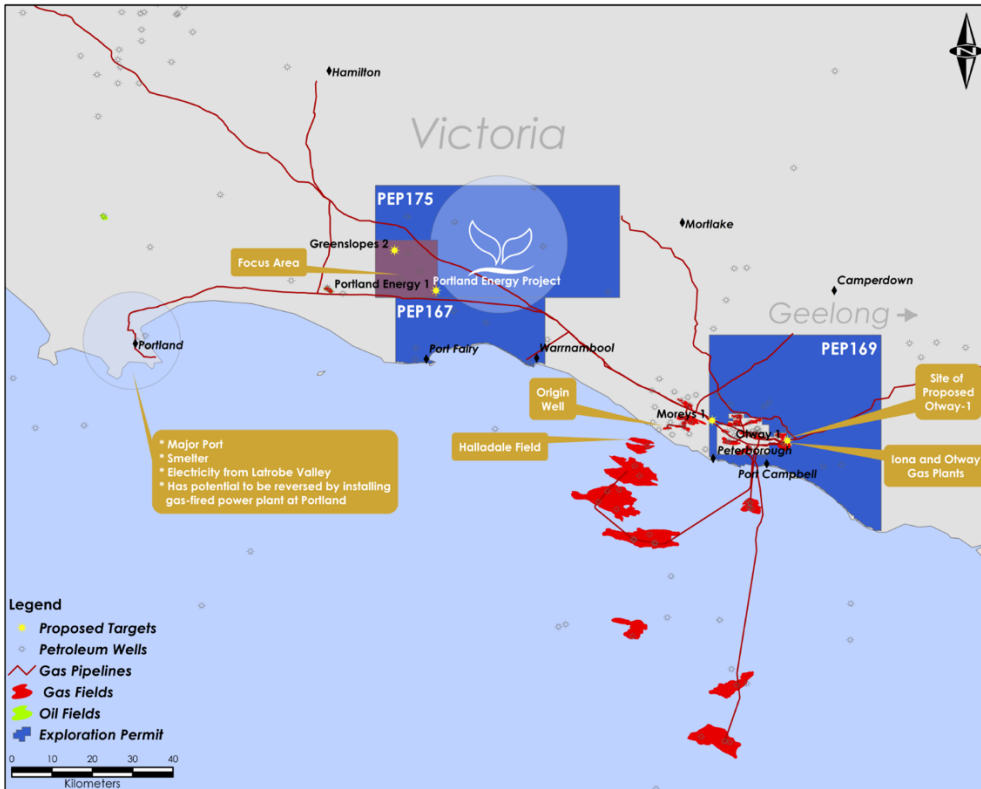 N
Hamilton
Victoria
PEP175
Mortlake
Greenslopes 2
Focus Area
Portland Energy 1
Portland Energy Project
Camperdown
PEP167
Geelong
Portland
Port Fairy
Warrnambool
PEP169
Origin
Well
Moreys 1
Site of
Proposed
Otway-1
Halladale Field
Otway 1
Peterborough
Port Campbell
Iona and Otway
Gas Plants
* Major Port
* Smelter
* Electricity from Latrobe Valley
* Has potential to be reversed by installing
gas-fired power plant at Portland
Legend
Proposed Targets
Petroleum Wells
Gas Pipelines
Gas Fields
Oil Fields
Exploration Permit
0 10 20 30 40
Kilometers